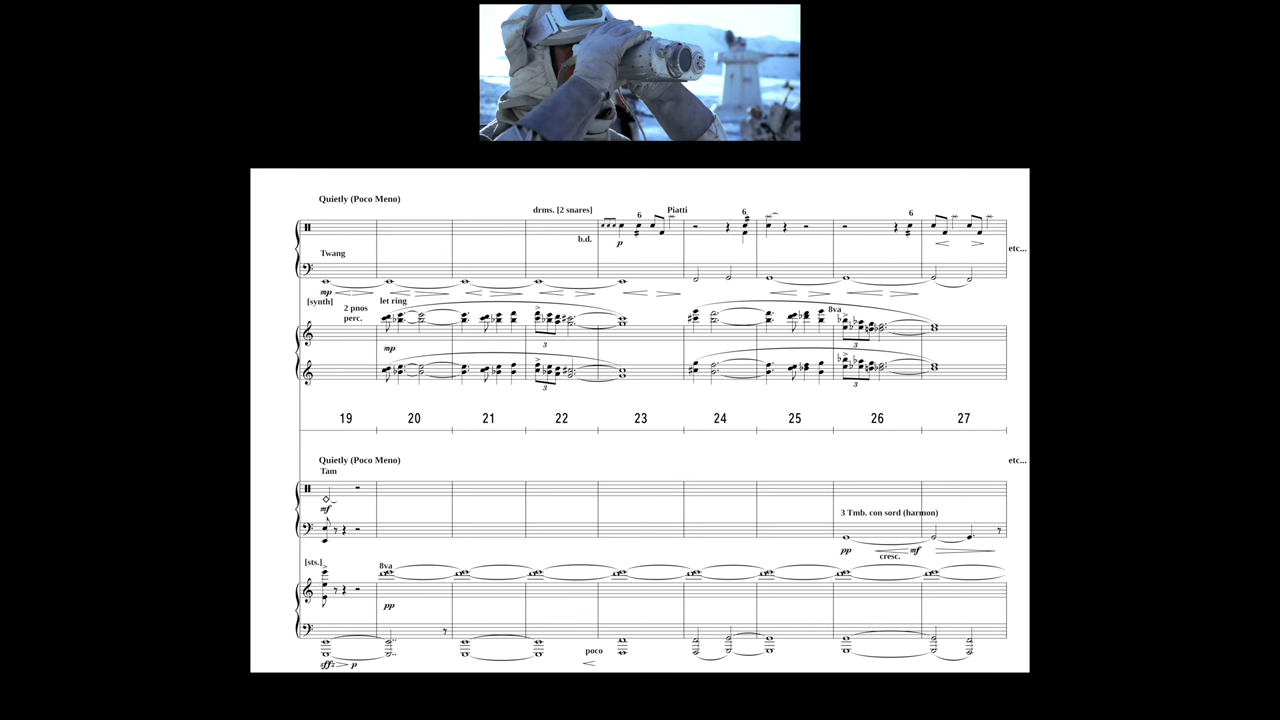 Quietly (Poco Meno)
drms. [2 snares]
6
Piatti
6
6
b.d.
p
etc...
Twang
mp
[synth]
2 pnos
perc.
let ring
8va
mp
3
3
3
3
19 20 21 22 23 24 25 26 27
Quietly (Poco Meno)
etc...
Tam
mf
3 Tmb. con sord (harmon)
pp
mf
cresc.
[sts.]
8va
pp
poco
sffz
p